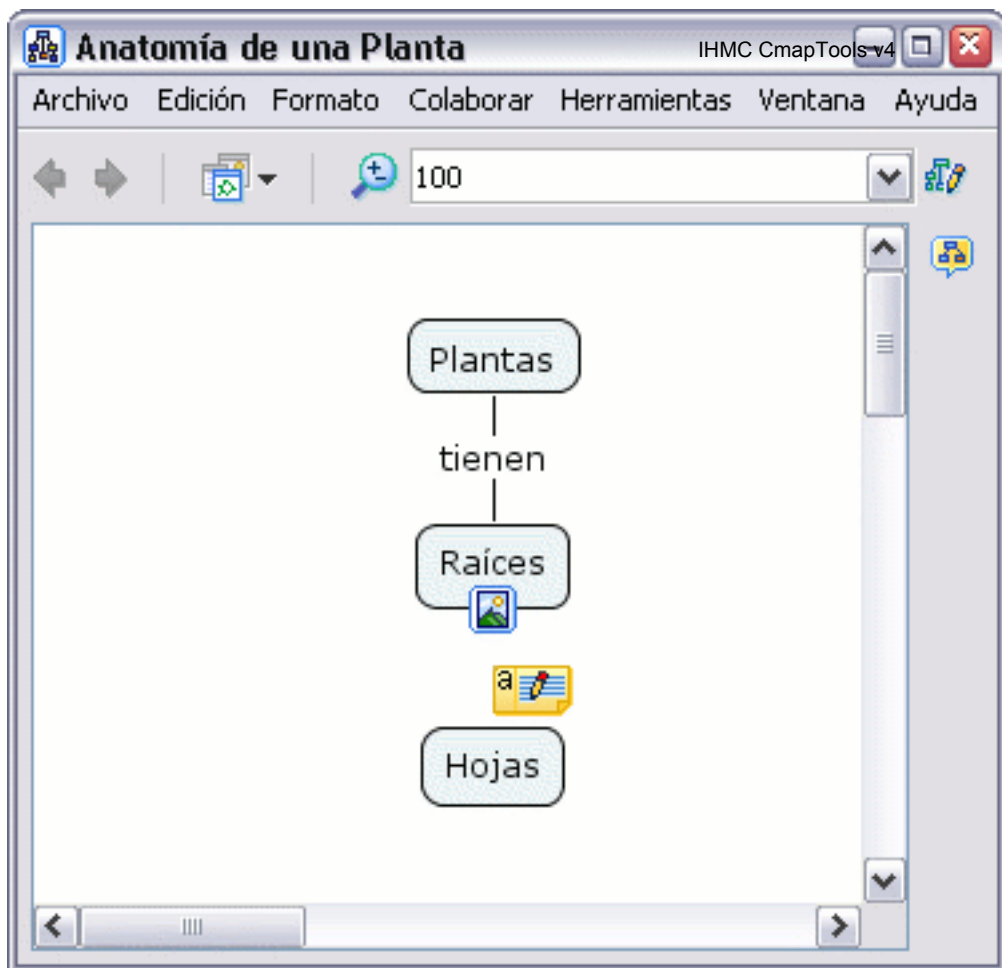 Anatomía de una Planta IHMC CmapTools v4
Archivo Edición Formato Colaborar Herramientas Ventana Ayuda
100
Plantas
tienen
Raíces
a
Hojas